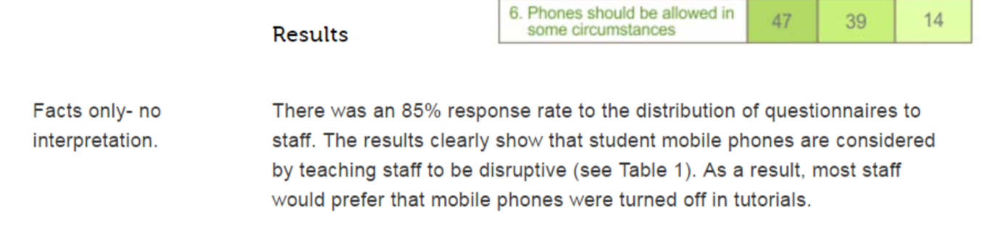 6. Phones should be allowed in
some circumstances
47 39 14
Results
Facts only- no
interpretation.
There was an 85% response rate to the distribution of questionnaires to
staff. The results clearly show that student mobile phones are considered
by teaching staff to be disruptive (see Table 1). As a result, most staff
would prefer that mobile phones were turned off in tutorials.